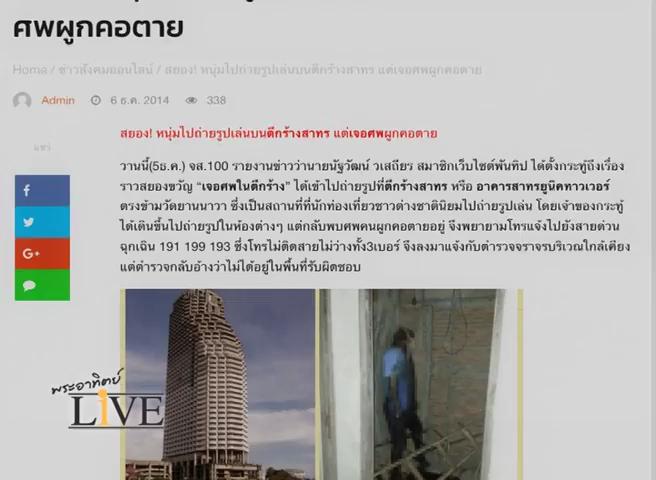 ศพผูกคอตาย
Home / ข่าวสังคมออนไลน์ / สยอง! หนุ่มไปถ่ายรูปเล่นบนตึกร้างสาทร แต่เจอศพผูกคอตาย
Admin 6 ธ.ค. 2014 338
สยอง! หนุ่มไปถ่ายรูปเล่นบนตึกร้างสาทร แต่เจอศพผูกคอตาย
แชร์
วานนี้(5ธ.ค.) จส.100 รายงานข่าวว่านายนัฐวัฒน์ วเสถียร สมาชิกเว็บไซต์พันทิป ได้ตั้งกระทู้ถึงเรื่อง
ราวสยองขวัญ “เจอศพในตึกร้าง” ได้เข้าไปถ่ายรูปที่ตึกร้างสาทร หรือ อาคารสาทรยูนิคทาวเวอร์
ตรงข้ามวัดยานนาวา ซึ่งเป็นสถานที่ที่นักท่องเที่ยวชาวต่างชาตินิยมไปถ่ายรูปเล่น โดยเจ้าของกระทู้
ได้เดินขึ้นไปถ่ายรูปในห้องต่างๆ แต่กลับพบศพคนผูกคอตายอยู่ จึงพยายามโทรแจ้งไปยังสายด่วน
ฉุกเฉิน 191 199 193 ซึ่งโทรไม่ติดสายไม่ว่างทั้ง3เบอร์ จึงลงมาแจ้งกับตำรวจจราจรบริเวณใกล้เคียง
แต่ตำรวจกลับอ้างว่าไม่ได้อยู่ในพื้นที่รับผิดชอบ
f
G+
พระอาทิตย์
LiVE